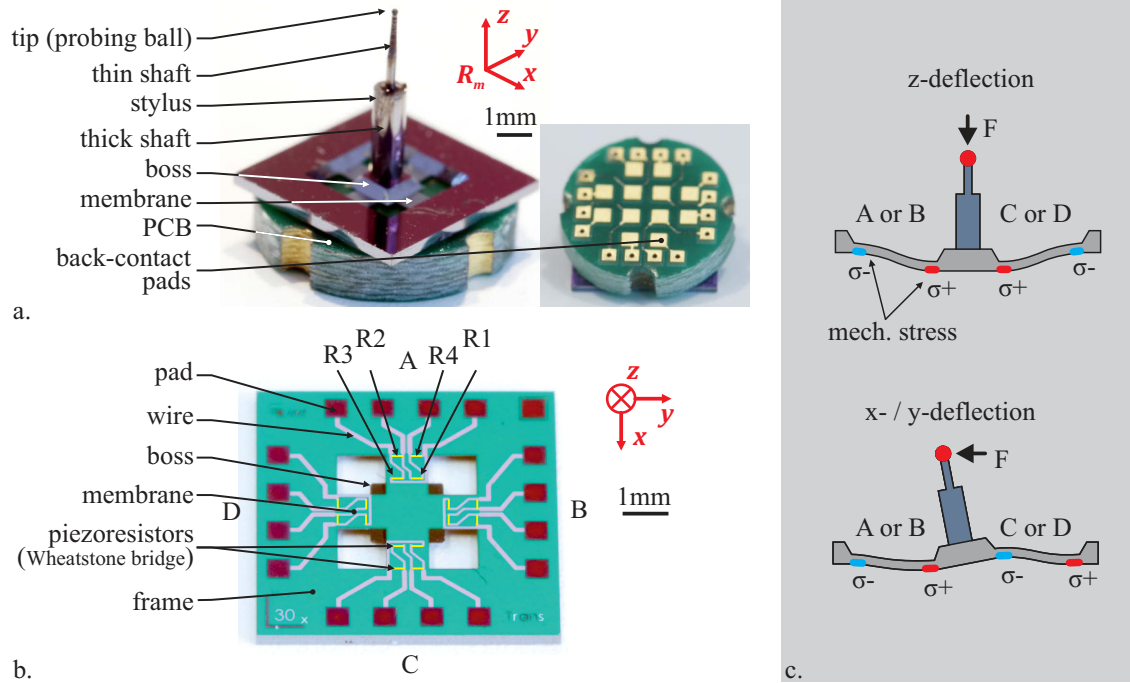 tip (probing ball)
thin shaft
stylus
thick shaft
boss
membrane
PCB
back-contact
pads
z
y
R_m
x
1mm
a.
R3
R2
A
R4
R1
pad
wire
boss
membrane
D
piezoresistors
(Wheatstone bridge)
frame
30 x
Trans
B
C
z
y
x
1mm
b.
z-deflection
F
A or B
C or D
σ-
σ+
σ+
σ-
mech. stress
x- / y-deflection
F
A or B
C or D
σ-
σ+
σ-
σ+
c.